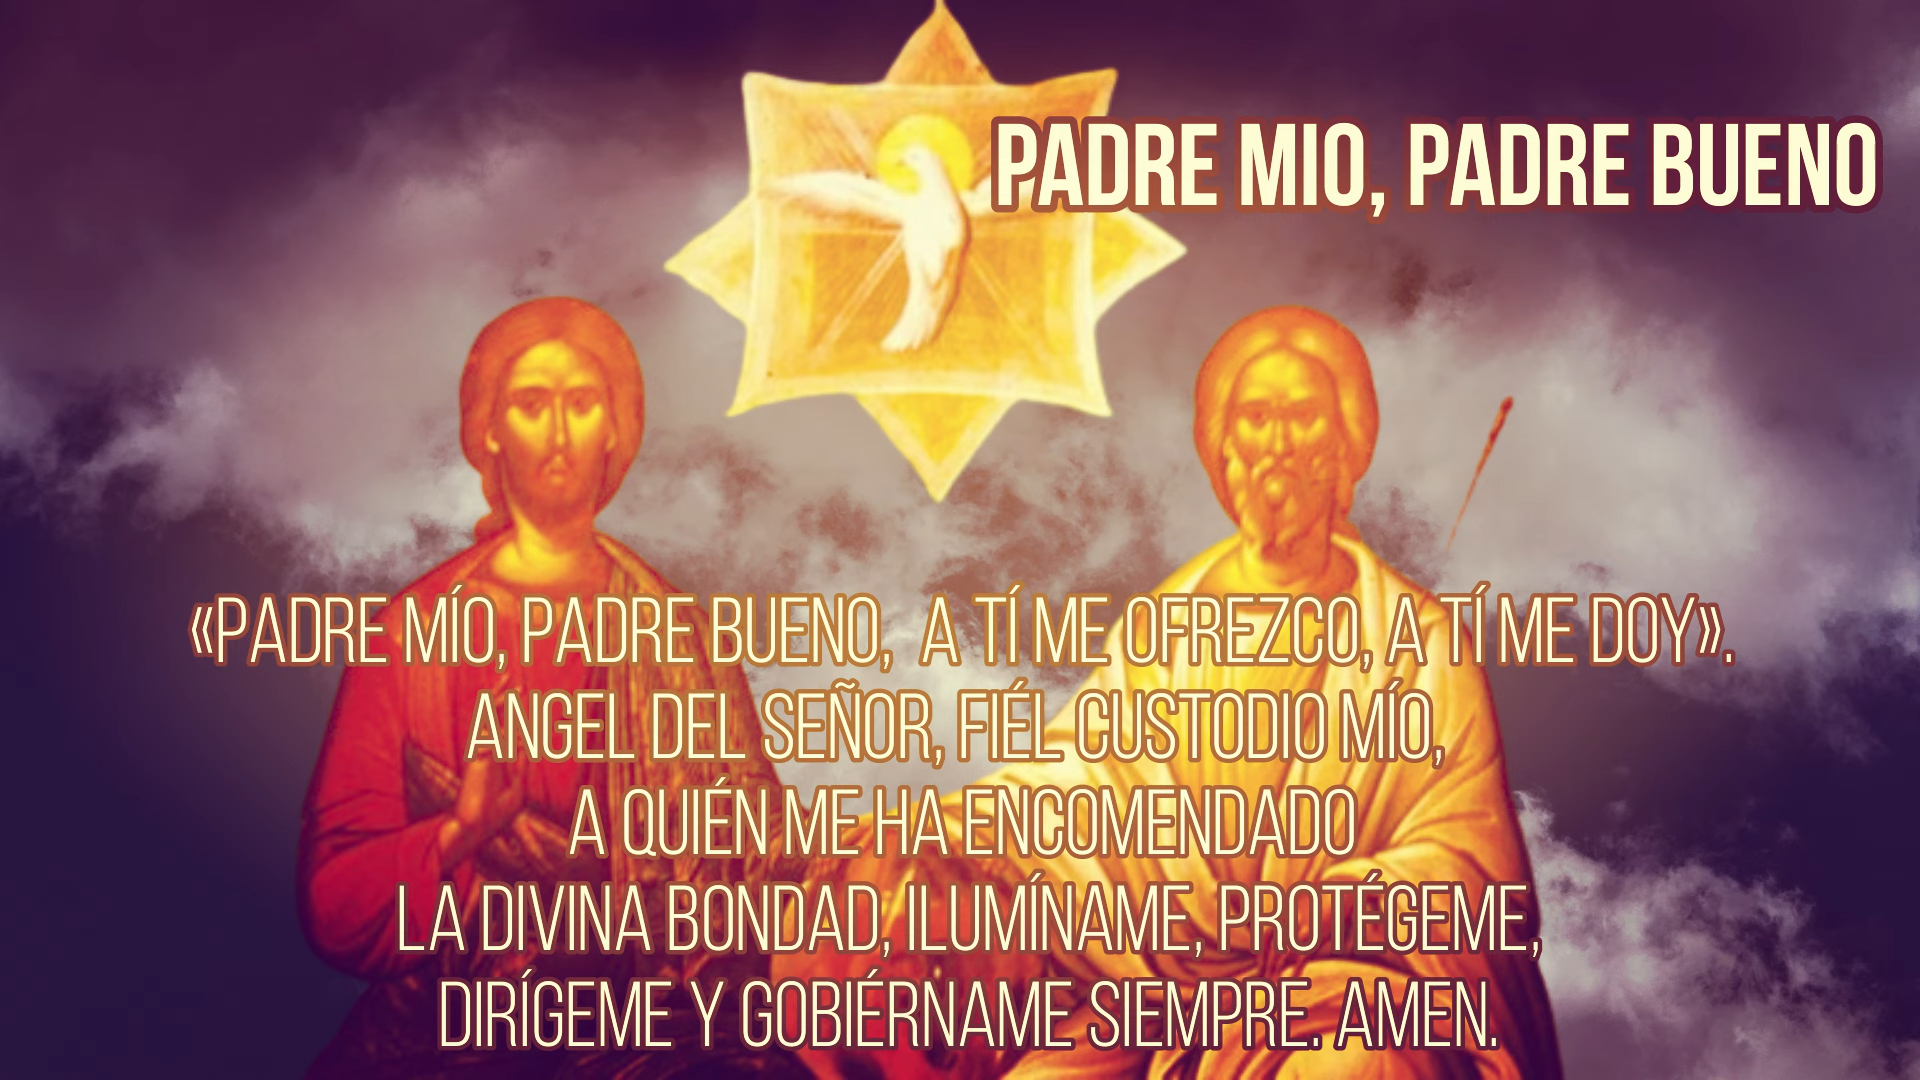 PADRE MIO, PADRE BUENO
«PADRE MÍO, PADRE BUENO, A TÍ ME OFREZCO, A TÍ ME DOY».
ANGEL DEL SEÑOR, FIÉL CUSTODIO MÍO,
A QUIÉN ME HA ENCOMENDADO
LA DIVINA BONDAD, ILUMÍNAME, PROTÉGEME,
DIRÍGEME Y GOBIÉRNAME SIEMPRE. AMEN.